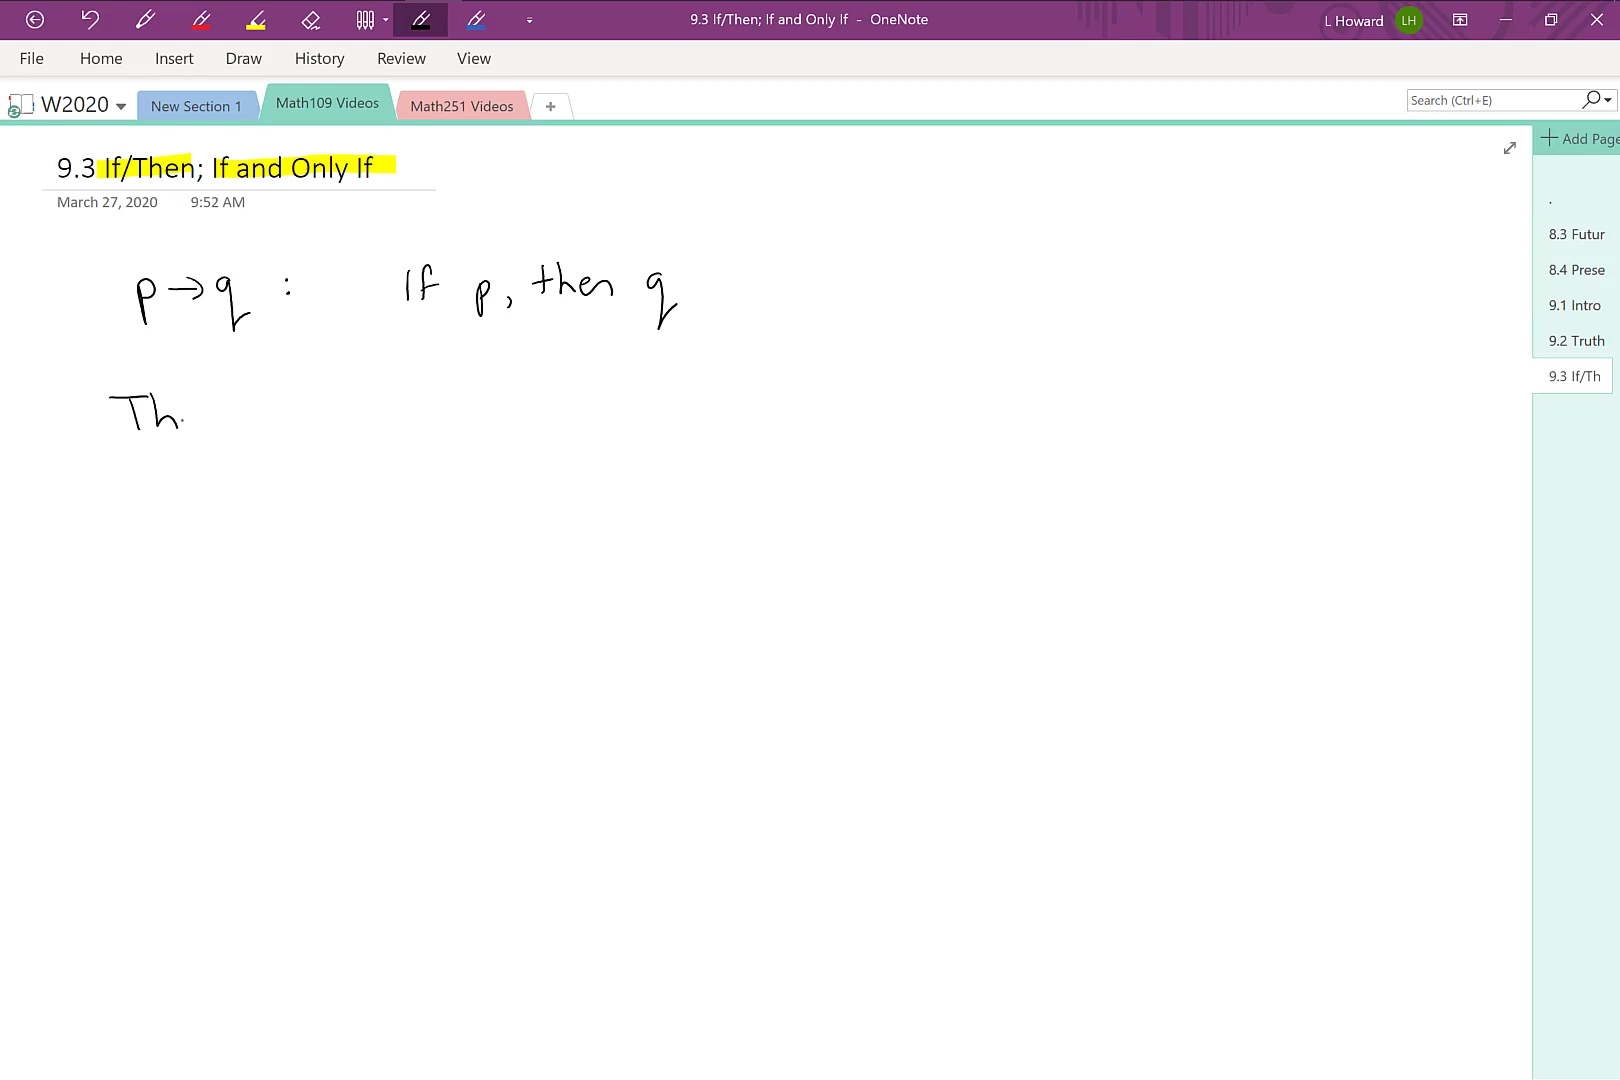 9.3 If/Then; If and Only If - OneNote
L Howard LH
File Home Insert Draw History Review View
W2020 New Section 1 Math109 Videos Math251 Videos +
Search (Ctrl+E)
Add Page
9.3 If/Then; If and Only If
March 27, 2020 9:52 AM
p → q : If p, then q
Th
.
8.3 Futur
8.4 Prese
9.1 Intro
9.2 Truth
9.3 If/Th